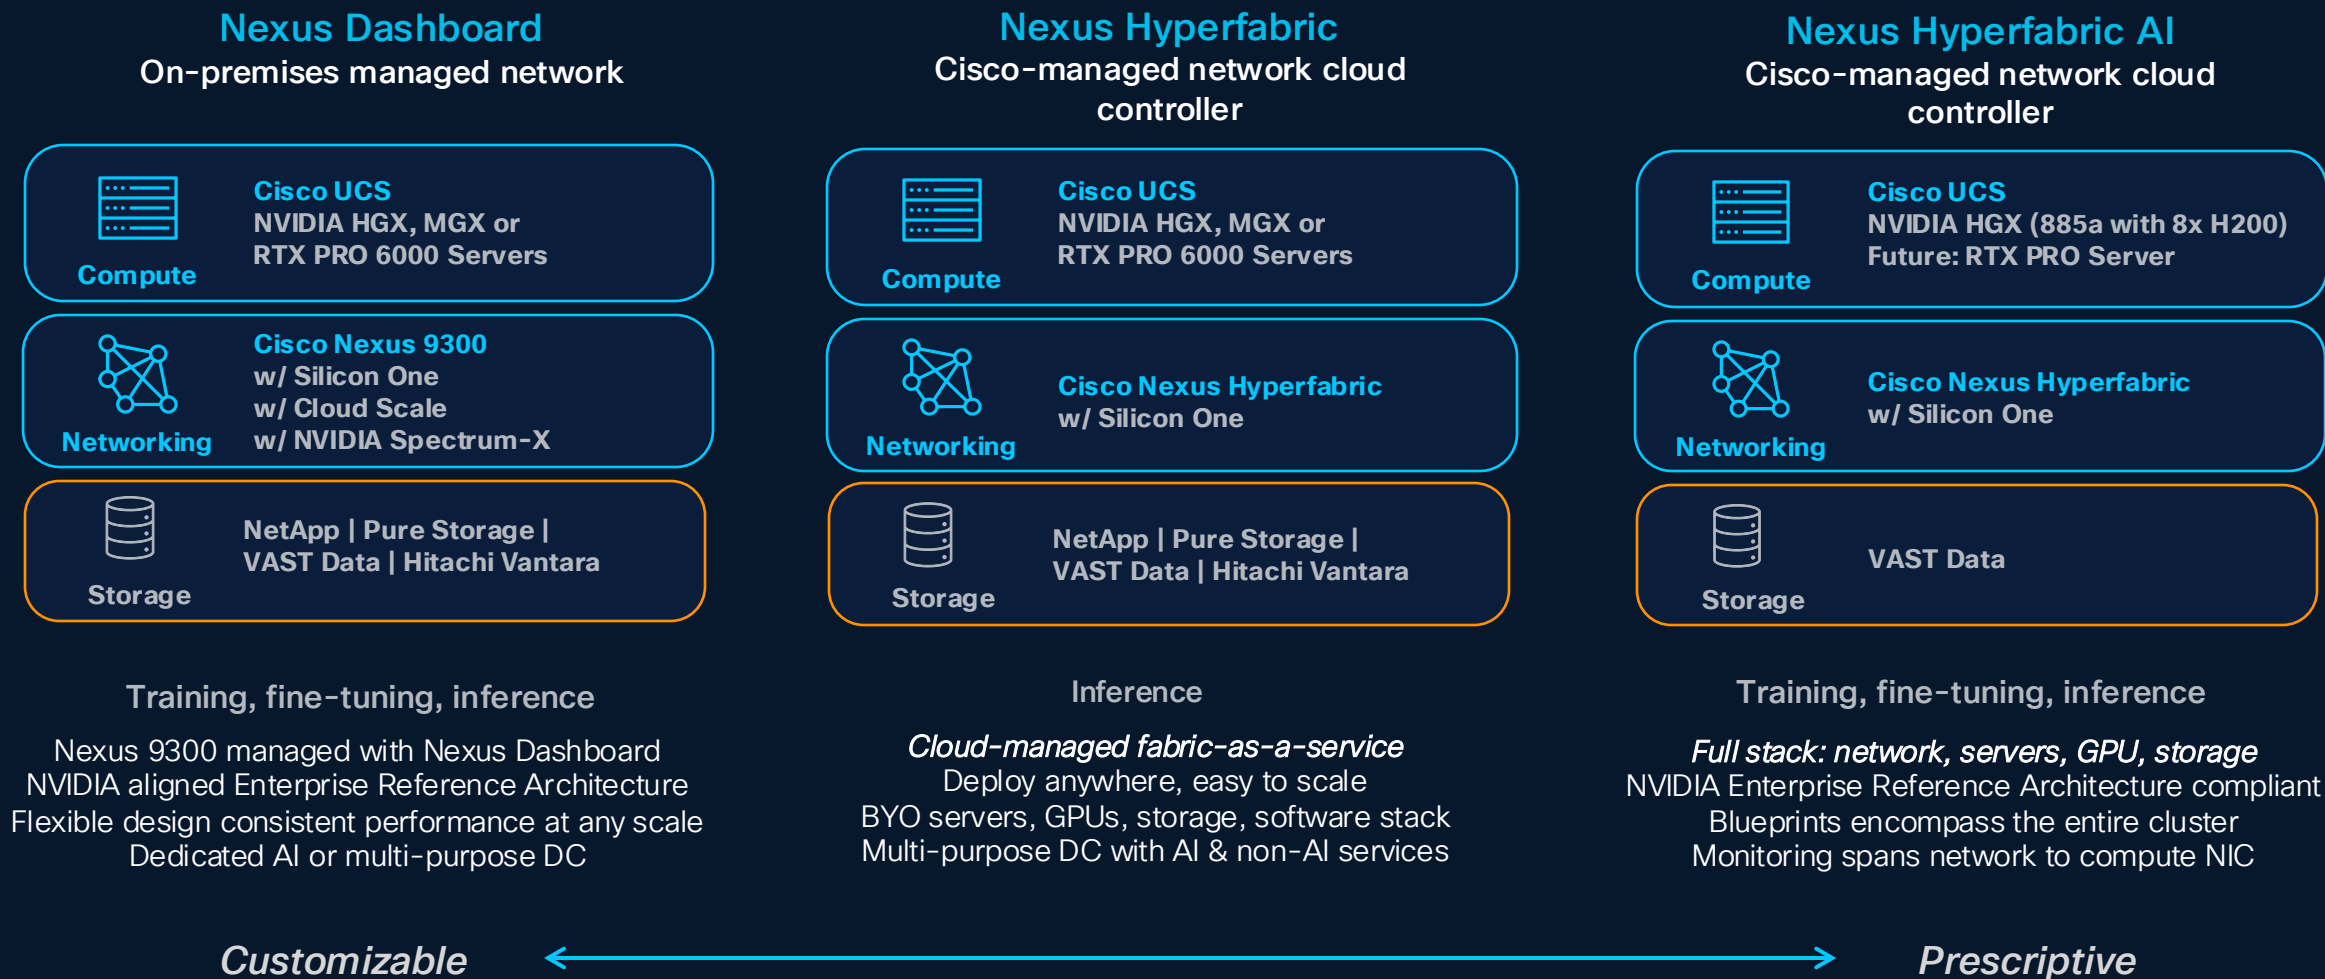 Nexus Dashboard
On-premises managed network
Cisco UCS
NVIDIA HGX, MGX or
RTX PRO 6000 Servers
Compute
Cisco Nexus 9300
w/ Silicon One
w/ Cloud Scale
w/ NVIDIA Spectrum-X
Networking
NetApp | Pure Storage |
VAST Data | Hitachi Vantara
Storage
Training, fine-tuning, inference
Nexus 9300 managed with Nexus Dashboard
NVIDIA aligned Enterprise Reference Architecture
Flexible design consistent performance at any scale
Dedicated AI or multi-purpose DC
Nexus Hyperfabric
Cisco-managed network cloud
controller
Cisco UCS
NVIDIA HGX, MGX or
RTX PRO 6000 Servers
Compute
Cisco Nexus Hyperfabric
w/ Silicon One
Networking
NetApp | Pure Storage |
VAST Data | Hitachi Vantara
Storage
Inference
Cloud-managed fabric-as-a-service
Deploy anywhere, easy to scale
BYO servers, GPUs, storage, software stack
Multi-purpose DC with AI & non-AI services
Nexus Hyperfabric AI
Cisco-managed network cloud
controller
Cisco UCS
NVIDIA HGX (885a with 8x H200)
Future: RTX PRO Server
Compute
Cisco Nexus Hyperfabric
w/ Silicon One
Networking
VAST Data
Storage
Training, fine-tuning, inference
Full stack: network, servers, GPU, storage
NVIDIA Enterprise Reference Architecture compliant
Blueprints encompass the entire cluster
Monitoring spans network to compute NIC
Customizable
Prescriptive